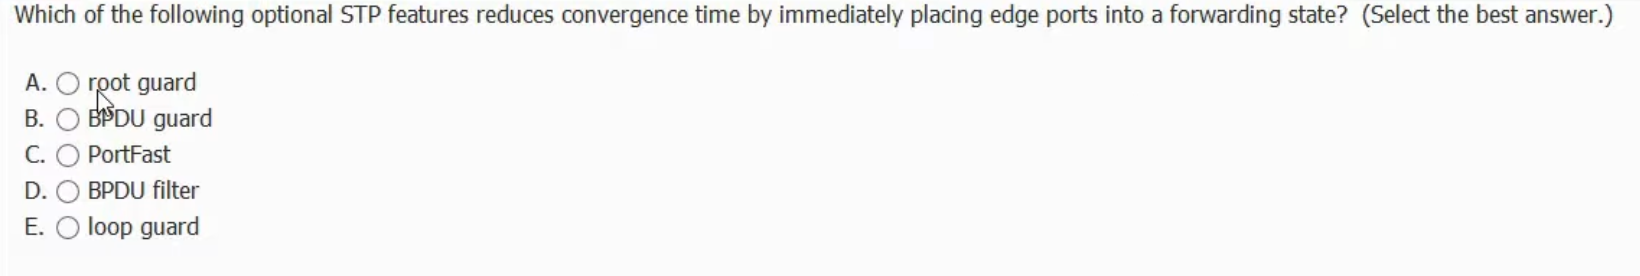 Which of the following optional STP features reduces convergence time by immediately placing edge ports into a forwarding state? (Select the best answer.)
A. root guard
B. BPDU guard
C. PortFast
D. BPDU filter
E. loop guard